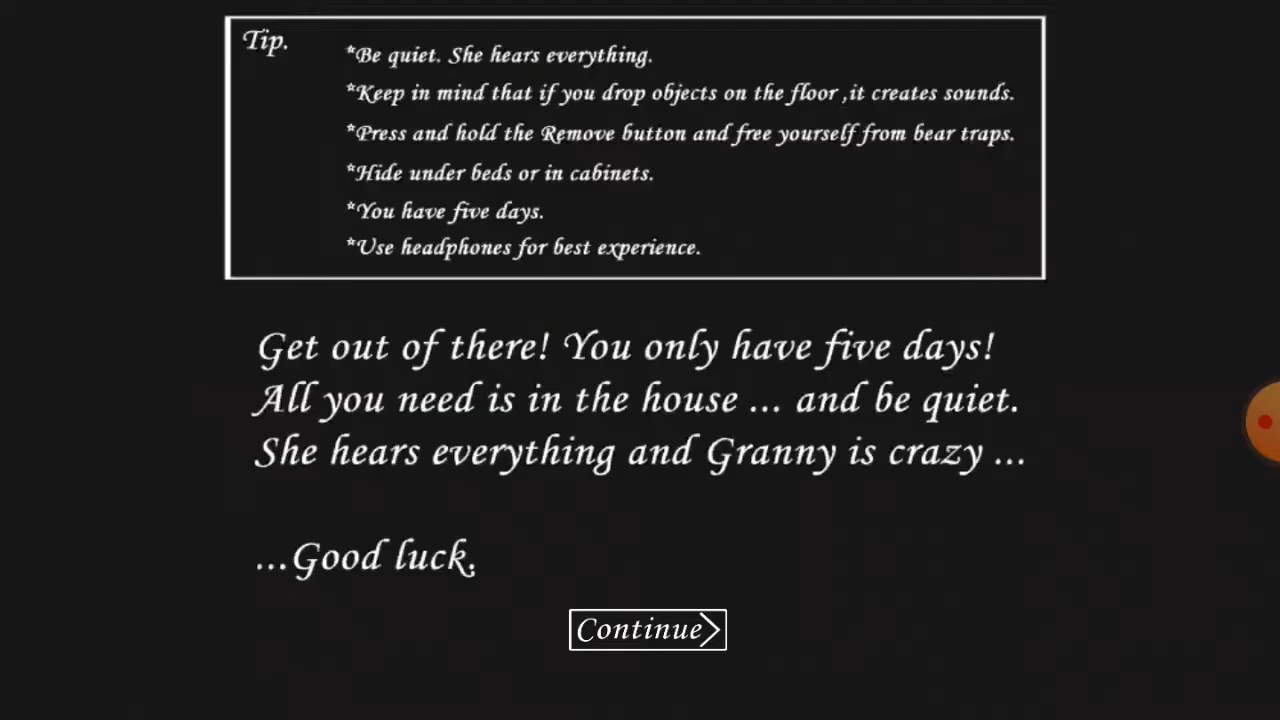 Tip.
*Be quiet. She hears everything.
*Keep in mind that if you drop objects on the floor ,it creates sounds.
*Press and hold the Remove button and free yourself from bear traps.
*Hide under beds or in cabinets.
*You have five days.
*Use headphones for best experience.
Get out of there! You only have five days!
All you need is in the house ... and be quiet.
She hears everything and Granny is crazy ...
...Good luck.
Continue